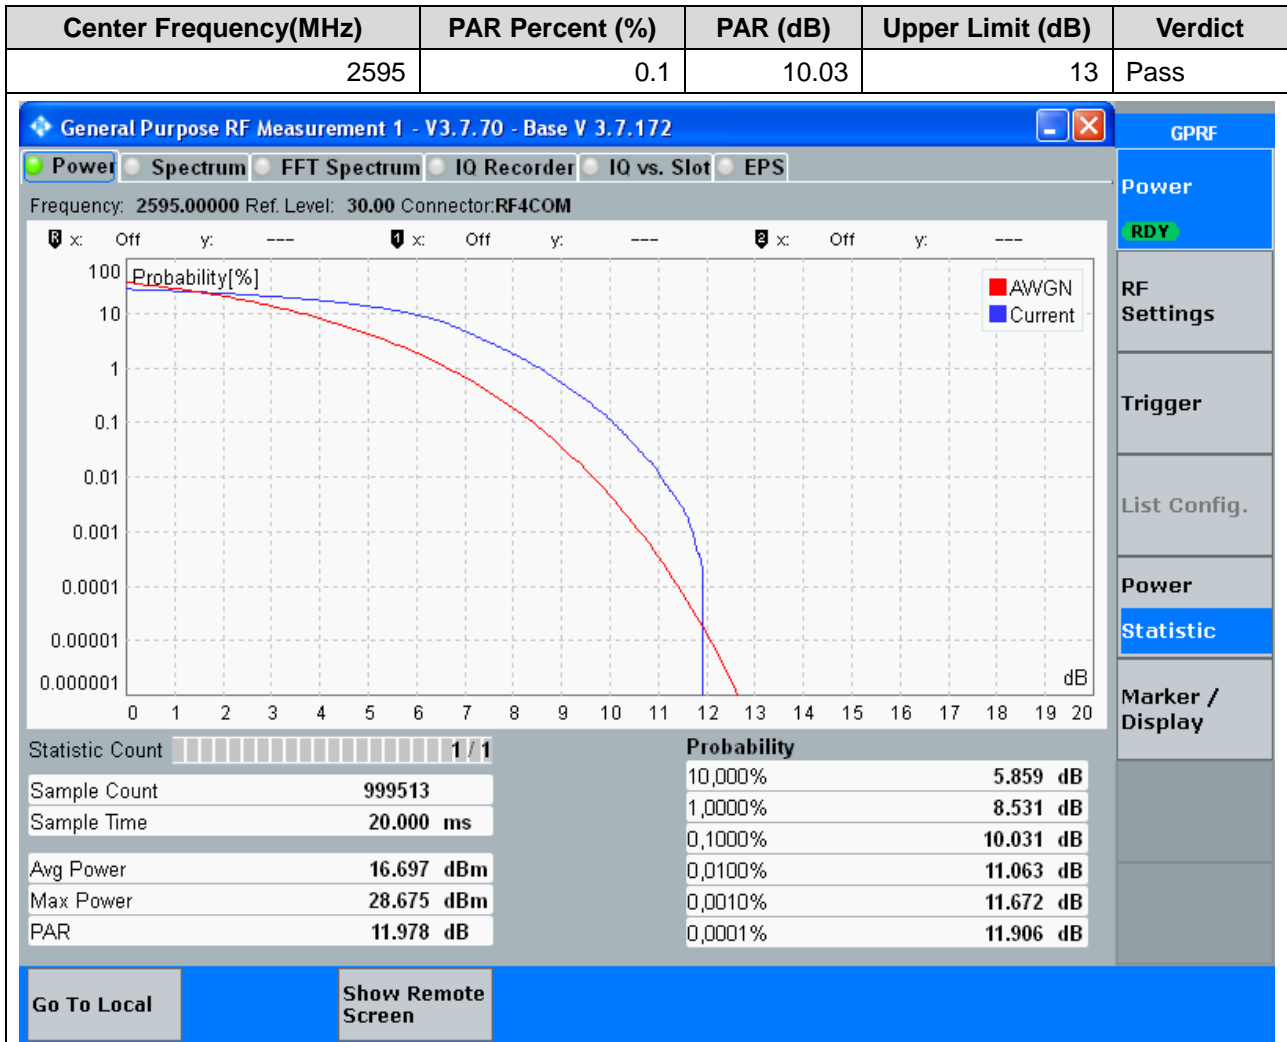 Center Frequency(MHz) PAR Percent (%) PAR (dB) Upper Limit (dB) Verdict
2595 0.1 10.03 13 Pass
General Purpose RF Measurement 1 - V3.7.70 - Base V 3.7.172
GPRF
Power Spectrum FFT Spectrum IQ Recorder IQ vs. Slot EPS
Power
RDY
Frequency: 2595.00000 Ref. Level: 30.00 Connector:RF4COM
R x: Off y: --- 1 x: Off y: --- 2 x: Off y: ---
Probability[%]
AWGN
Current
100
10
1
0.1
0.01
0.001
0.0001
0.00001
0.000001
dB
0 1 2 3 4 5 6 7 8 9 10 11 12 13 14 15 16 17 18 19 20
RF
Settings
Trigger
List Config.
Power
Statistic
Marker /
Display
Statistic Count 1 / 1
Sample Count 999513
Sample Time 20.000 ms
Avg Power 16.697 dBm
Max Power 28.675 dBm
PAR 11.978 dB
Probability
10,000% 5.859 dB
1,0000% 8.531 dB
0,1000% 10.031 dB
0,0100% 11.063 dB
0,0010% 11.672 dB
0,0001% 11.906 dB
Go To Local
Show Remote
Screen